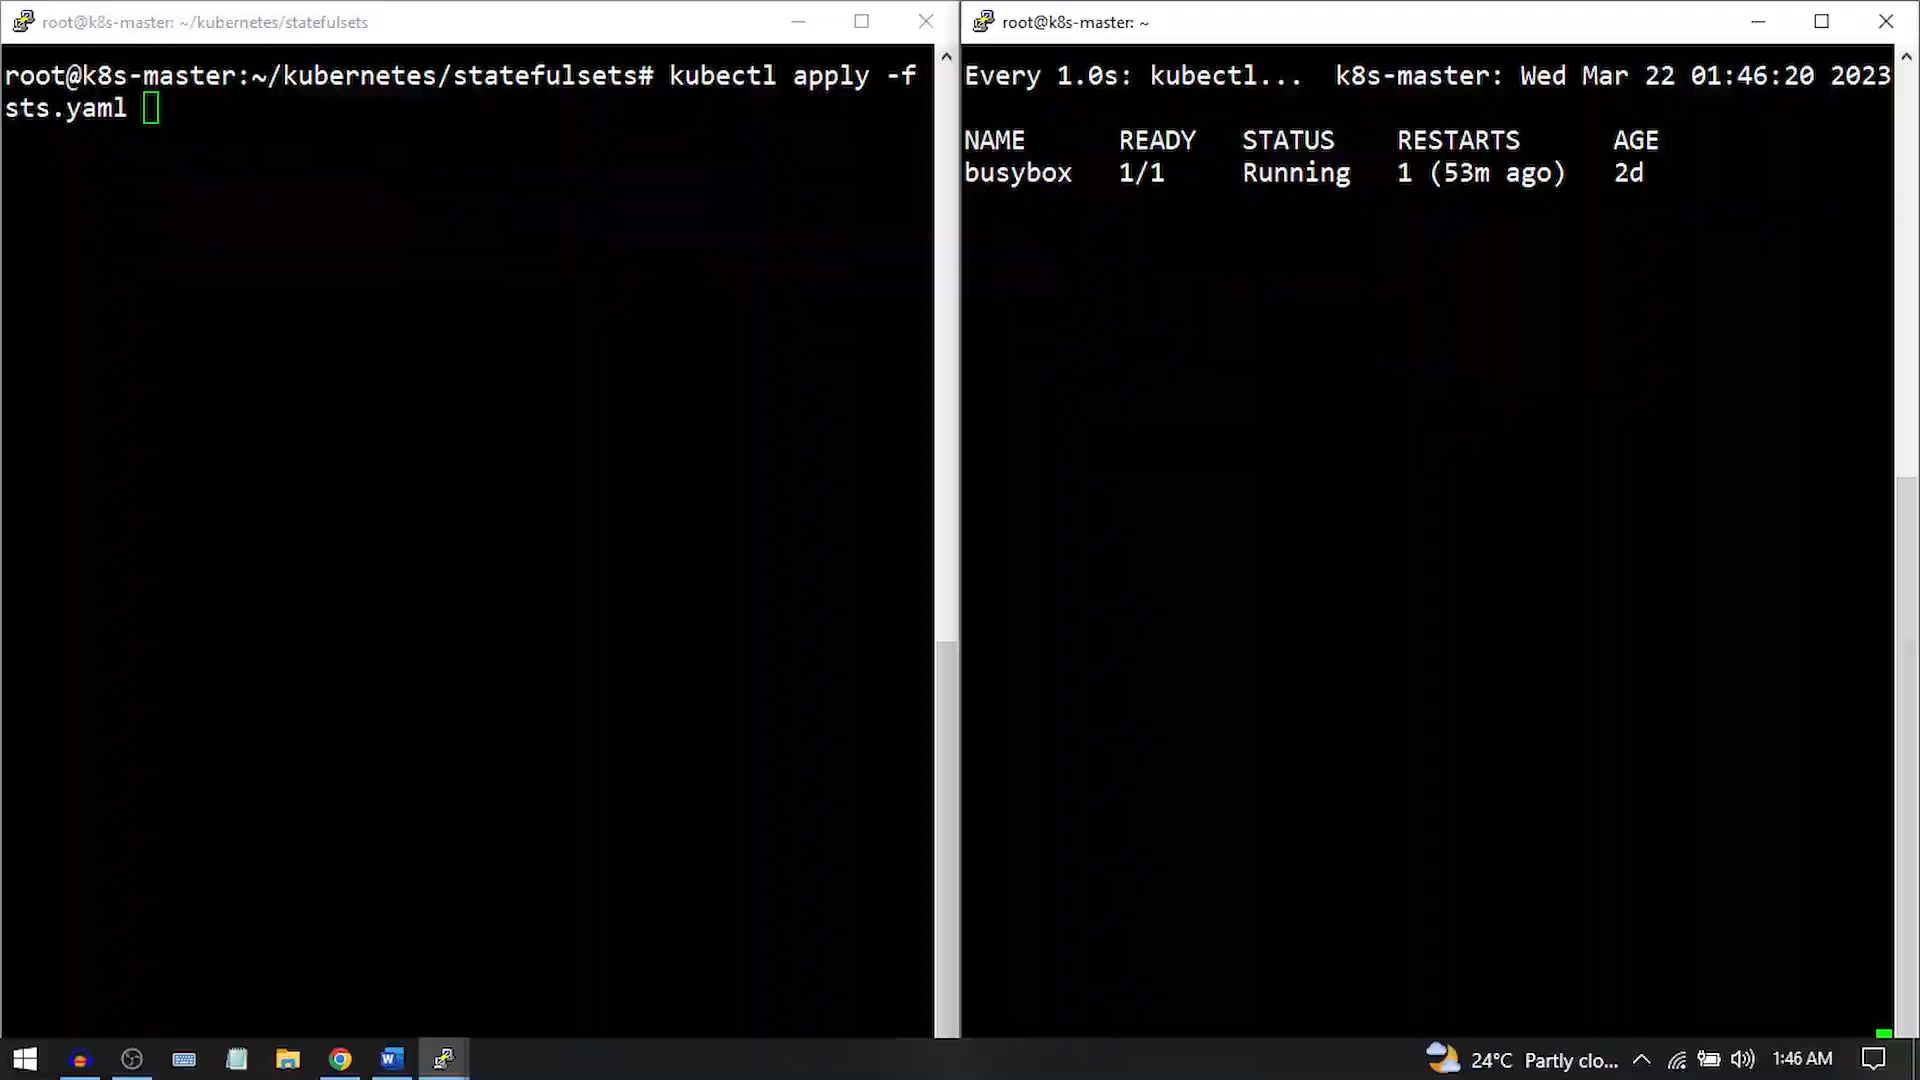 root@k8s-master: ~/kubernetes/statefulsets
root@k8s-master:~/kubernetes/statefulsets# kubectl apply -f
sts.yaml
root@k8s-master: ~
Every 1.0s: kubectl... k8s-master: Wed Mar 22 01:46:20 2023
NAME READY STATUS RESTARTS AGE
busybox 1/1 Running 1 (53m ago) 2d
24°C Partly clo... 1:46 AM